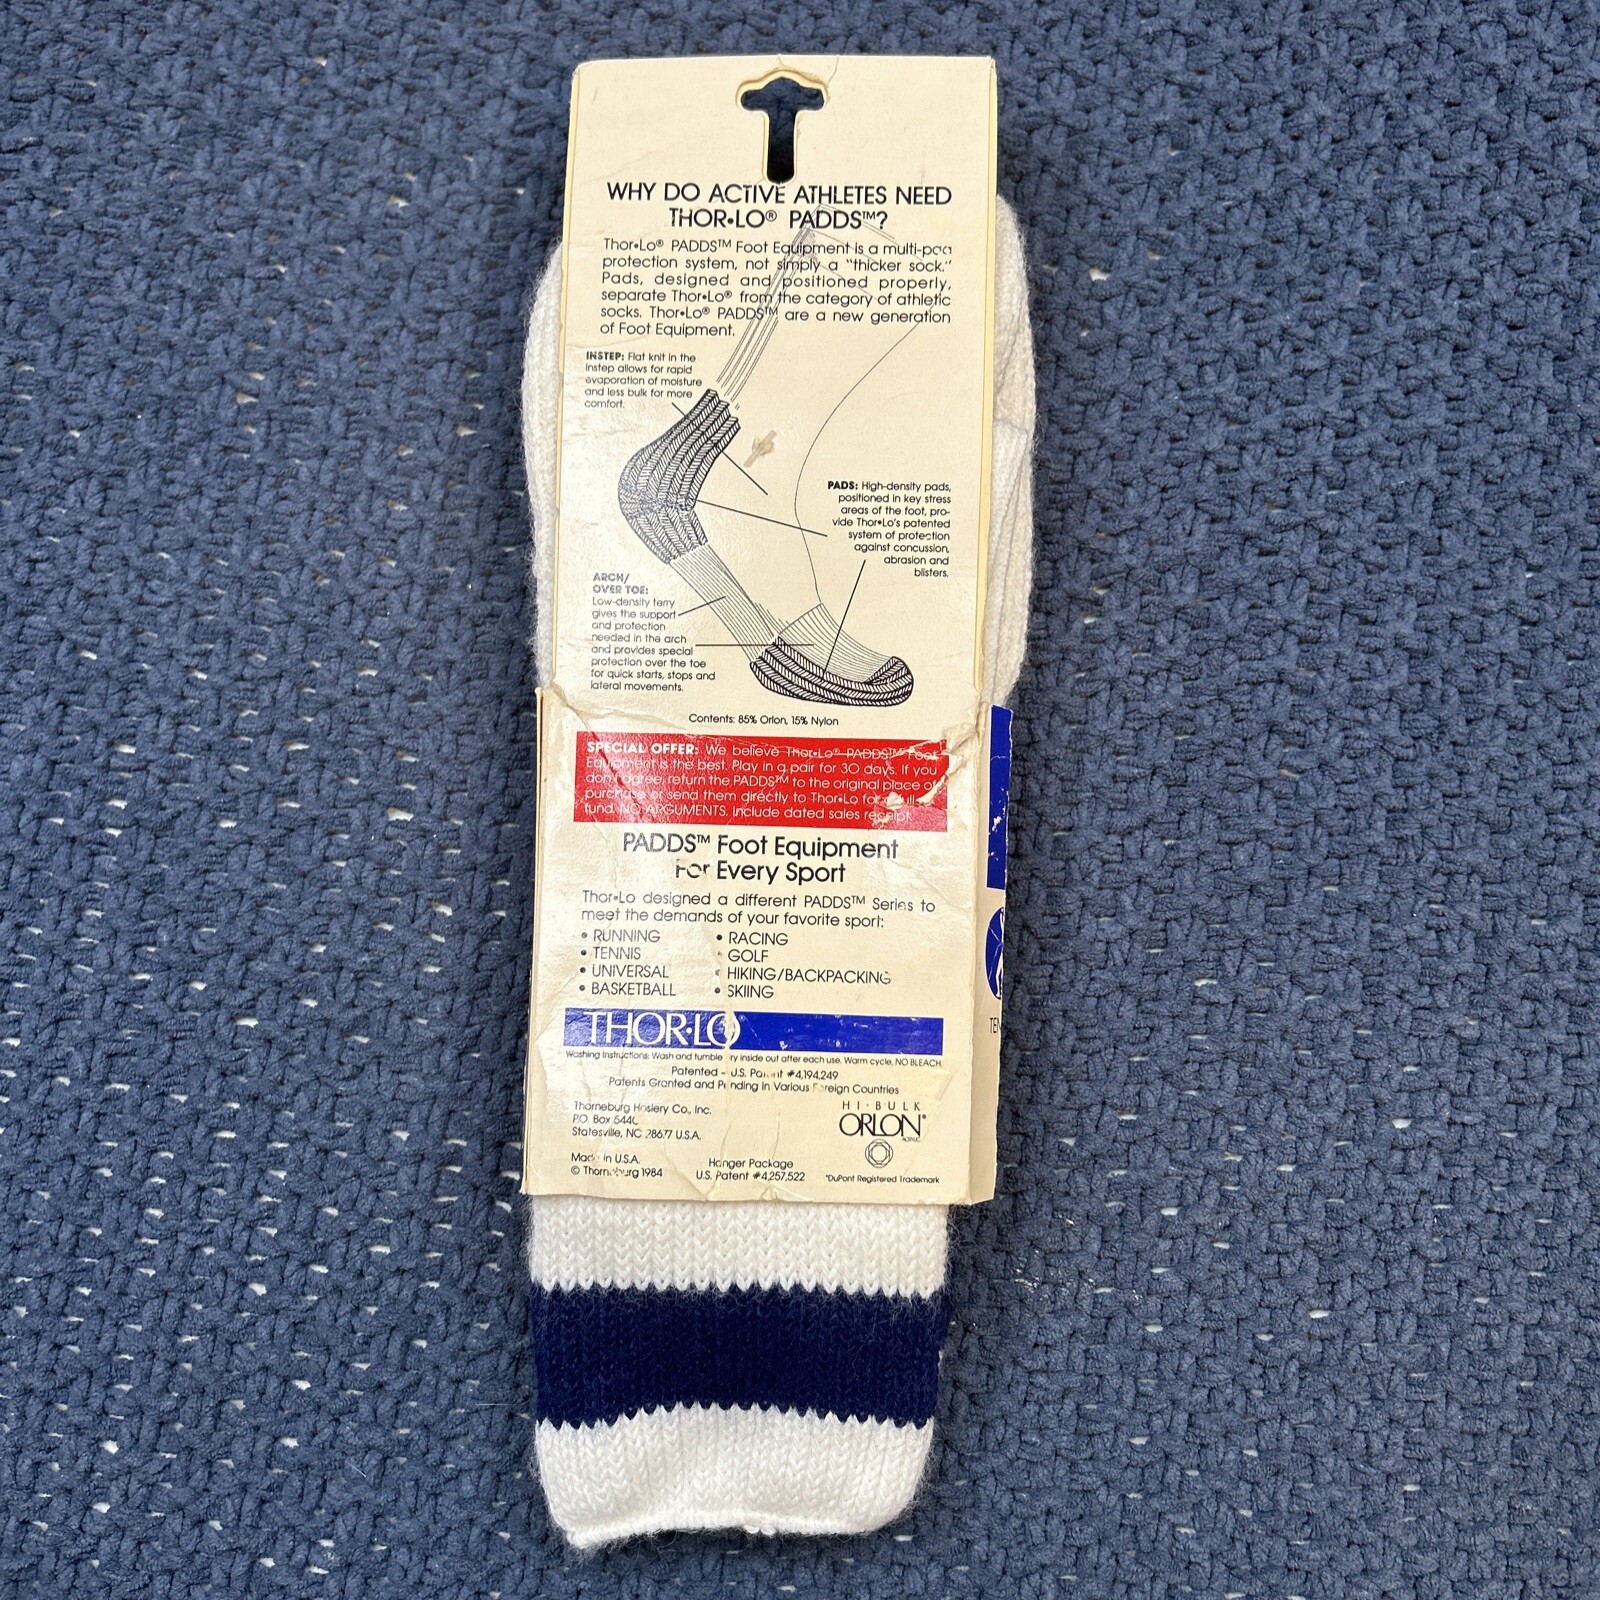 WHY DO ACTIVE ATHLETES NEED
THOR•LO® PADDS™?
Thor•Lo® PADDS™ Foot Equipment is a multi-pad
protection system, not simply a "thicker sock."
Pads, designed and positioned properly,
separate Thor•Lo® from the category of athletic
socks. Thor•Lo® PADDS™ are a new generation
of Foot Equipment.
INSTEP: Flat knit in the
instep allows for rapid
evaporation of moisture
and less bulk for more
comfort.
PADS: High-density pads,
positioned in key stress
areas of the foot, pro-
vide Thor•Lo's patented
system of protection
against concussion,
abrasion and
blisters.
ARCH/
OVER TOE:
Low-density terry
gives the support
and protection
needed in the arch
and provides special
protection over the toe
for quick starts, stops and
lateral movements.
Contents: 85% Orlon, 15% Nylon
SPECIAL OFFER: We believe Thor•Lo® PADDS™ Foot
Equipment is the best. Play in a pair for 30 days. If you
don't agree, return the PADDS™ to the original place of
purchase or send them directly to Thor•Lo for a full
fund. NO ARGUMENTS. Include dated sales receipt.
PADDS™ Foot Equipment
For Every Sport
Thor•Lo designed a different PADDS™ Series to
meet the demands of your favorite sport:
• RUNNING
• TENNIS
• UNIVERSAL
• BASKETBALL
• RACING
• GOLF
• HIKING/BACKPACKING
• SKIING
THOR•LO
Washing Instructions: Wash and tumble dry inside out after each use. Warm cycle, NO BLEACH
Patented – U.S. Patent #4,194,249
Patents Granted and Pending in Various Foreign Countries
Thorneburg Hosiery Co., Inc.
P.O. Box 5440
Statesville, NC 28677 U.S.A.
Made in U.S.A.
© Thorneburg 1984
Hanger Package
U.S. Patent #4,257,522
HI-BULK
ORLON*
*DuPont Registered Trademark
TEN